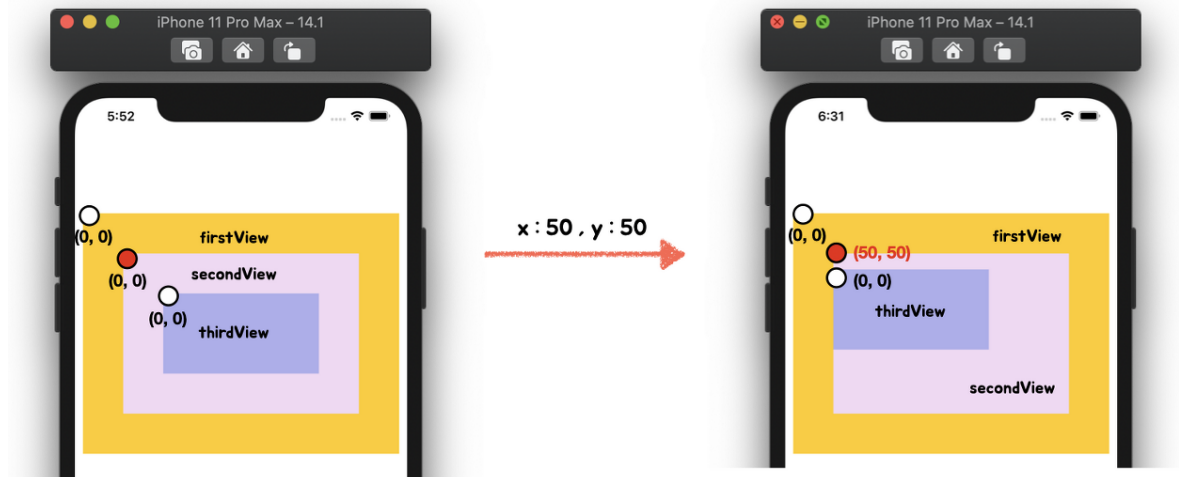 iPhone 11 Pro Max – 14.1
5:52
(0, 0)
firstView
(0, 0)
secondView
(0, 0)
thirdView
x : 50 , y : 50
iPhone 11 Pro Max – 14.1
6:31
(0, 0)
firstView
(50, 50)
(0, 0)
thirdView
secondView